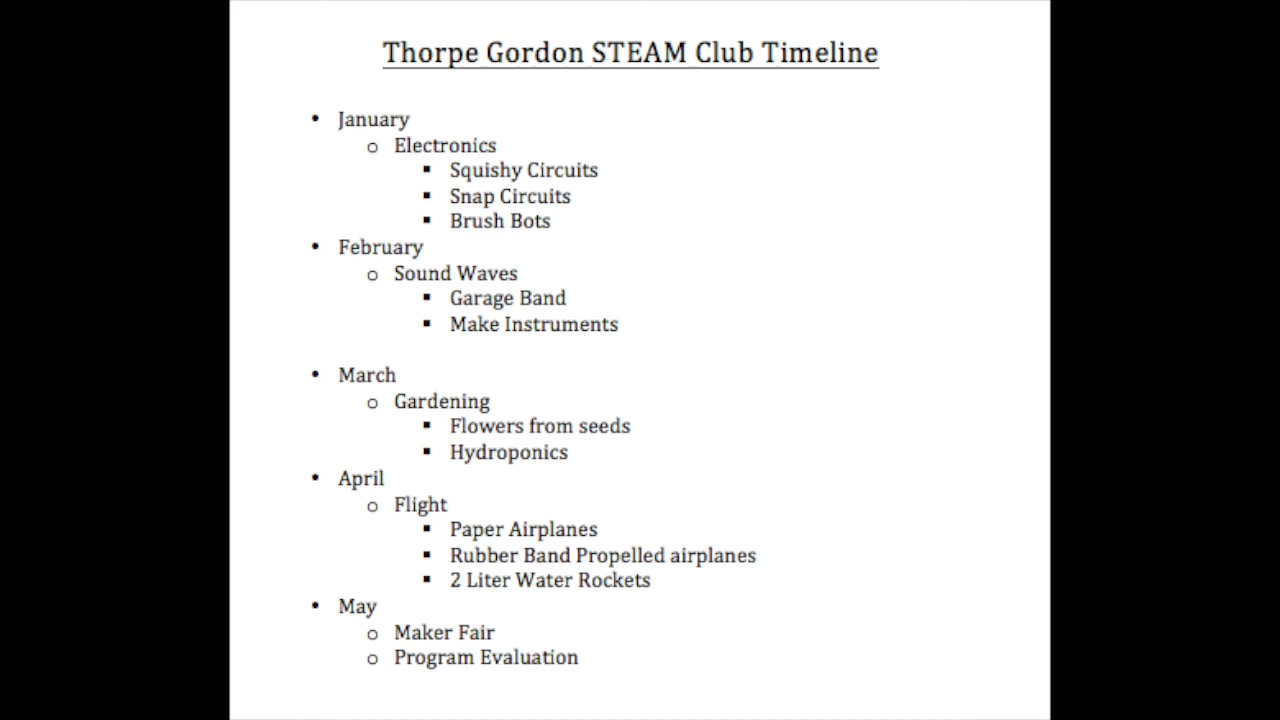 Thorpe Gordon STEAM Club Timeline
• January
o Electronics
▪ Squishy Circuits
▪ Snap Circuits
▪ Brush Bots
• February
o Sound Waves
▪ Garage Band
▪ Make Instruments
• March
o Gardening
▪ Flowers from seeds
▪ Hydroponics
• April
o Flight
▪ Paper Airplanes
▪ Rubber Band Propelled airplanes
▪ 2 Liter Water Rockets
• May
o Maker Fair
o Program Evaluation